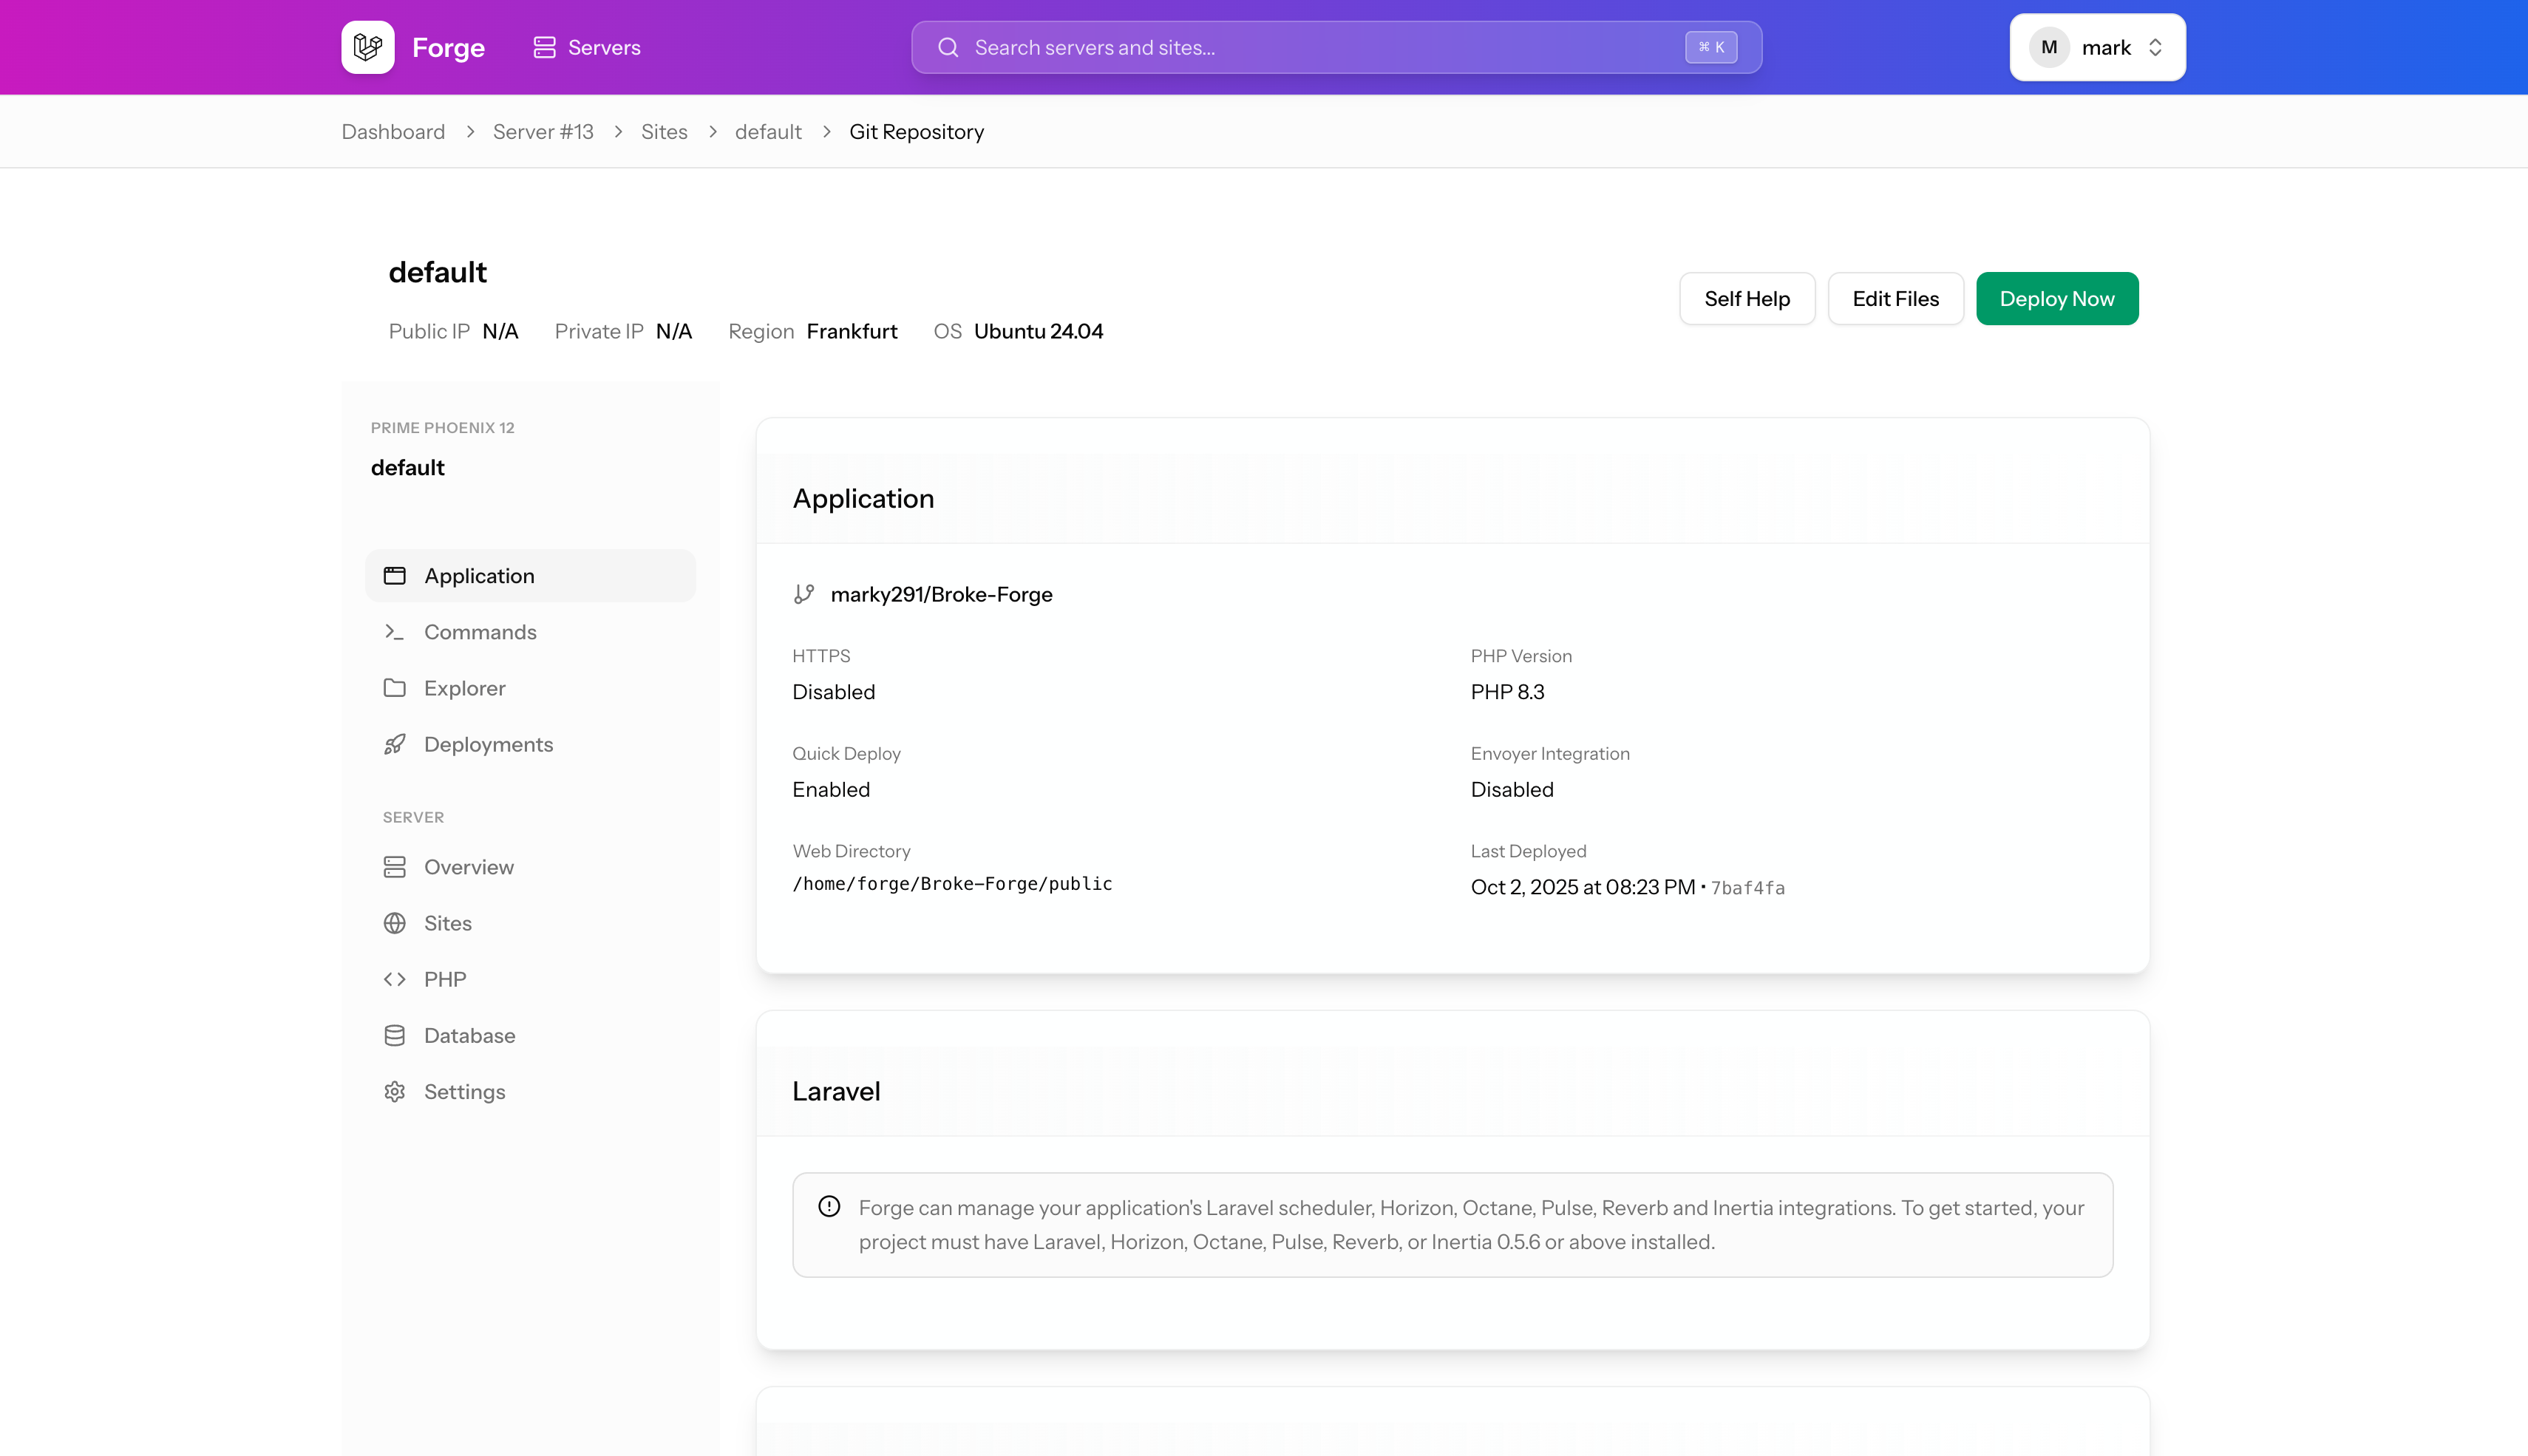 Forge
Servers
Search servers and sites...
⌘ K
M
mark
Dashboard > Server #13 > Sites > default > Git Repository
default
Public IP N/A Private IP N/A Region Frankfurt OS Ubuntu 24.04
Self Help
Edit Files
Deploy Now
PRIME PHOENIX 12
default
Application
Commands
Explorer
Deployments
SERVER
Overview
Sites
PHP
Database
Settings
Application
marky291/Broke-Forge
HTTPS
Disabled
PHP Version
PHP 8.3
Quick Deploy
Enabled
Envoyer Integration
Disabled
Web Directory
/home/forge/Broke-Forge/public
Last Deployed
Oct 2, 2025 at 08:23 PM • 7baf4fa
Laravel
Forge can manage your application's Laravel scheduler, Horizon, Octane, Pulse, Reverb and Inertia integrations. To get started, your
project must have Laravel, Horizon, Octane, Pulse, Reverb, or Inertia 0.5.6 or above installed.